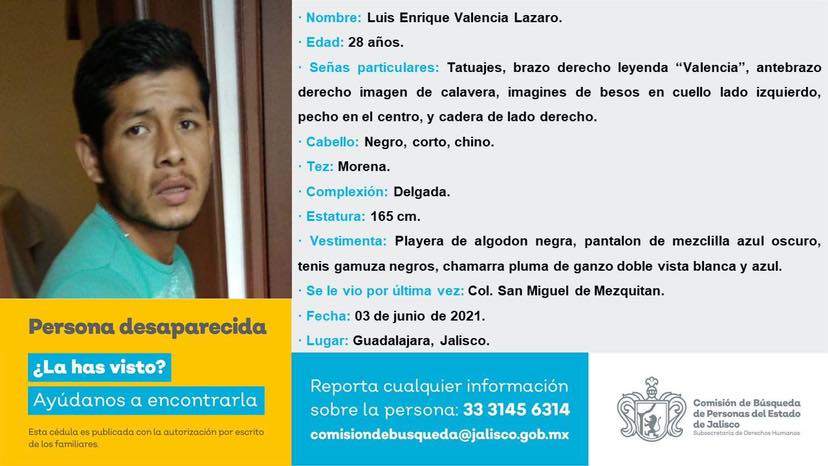 · Nombre: Luis Enrique Valencia Lazaro.
· Edad: 28 años.
· Señas particulares: Tatuajes, brazo derecho leyenda “Valencia”, antebrazo
derecho imagen de calavera, imagines de besos en cuello lado izquierdo,
pecho en el centro, y cadera de lado derecho.
· Cabello: Negro, corto, chino.
· Tez: Morena.
· Complexión: Delgada.
· Estatura: 165 cm.
· Vestimenta: Playera de algodon negra, pantalon de mezclilla azul oscuro,
tenis gamuza negros, chamarra pluma de ganzo doble vista blanca y azul.
· Se le vio por última vez: Col. San Miguel de Mezquitan.
· Fecha: 03 de junio de 2021.
· Lugar: Guadalajara, Jalisco.
Persona desaparecida
¿La has visto?
Ayúdanos a encontrarla
Esta cédula es publicada con la autorización por escrito
de los familiares.
Reporta cualquier información
sobre la persona: 33 3145 6314
comisiondebusqueda@jalisco.gob.mx
Comisión de Búsqueda
de Personas del Estado
de Jalisco
Subsecretaría de Derechos Humanos